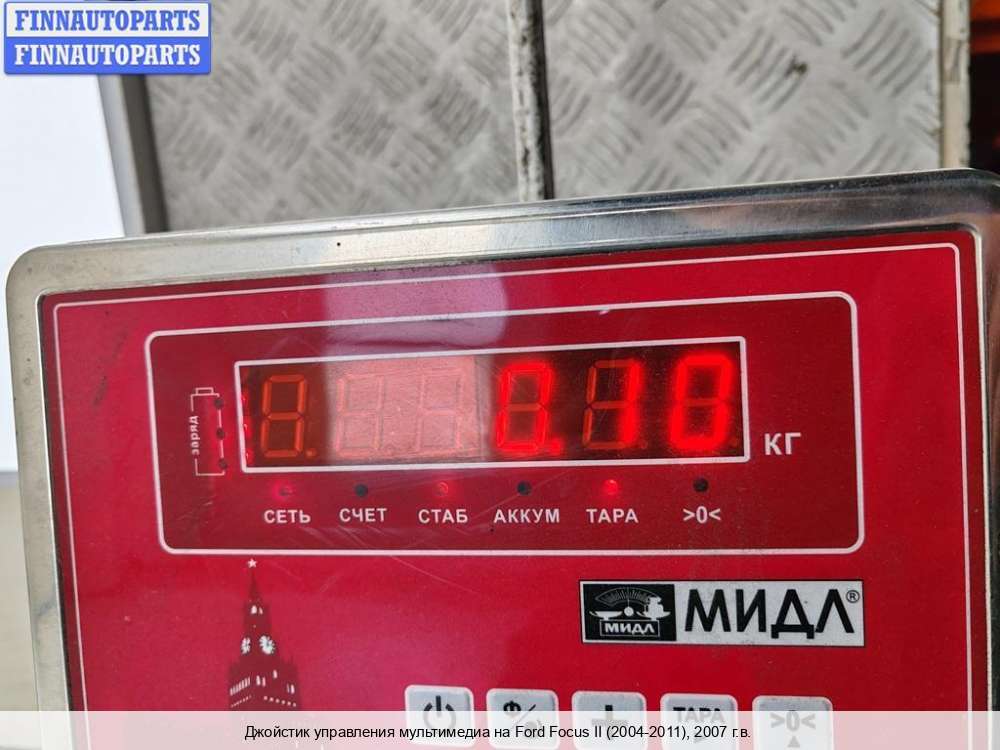 FINNAUTOPARTS
FINNAUTOPARTS
0.10
КГ
заряд
СЕТЬ СЧЕТ СТАБ АККУМ ТАРА >0<
МИДЛ МИДЛ®
ТАРА >0<
Джойстик управления мультимедиа на Ford Focus II (2004-2011), 2007 г.в.